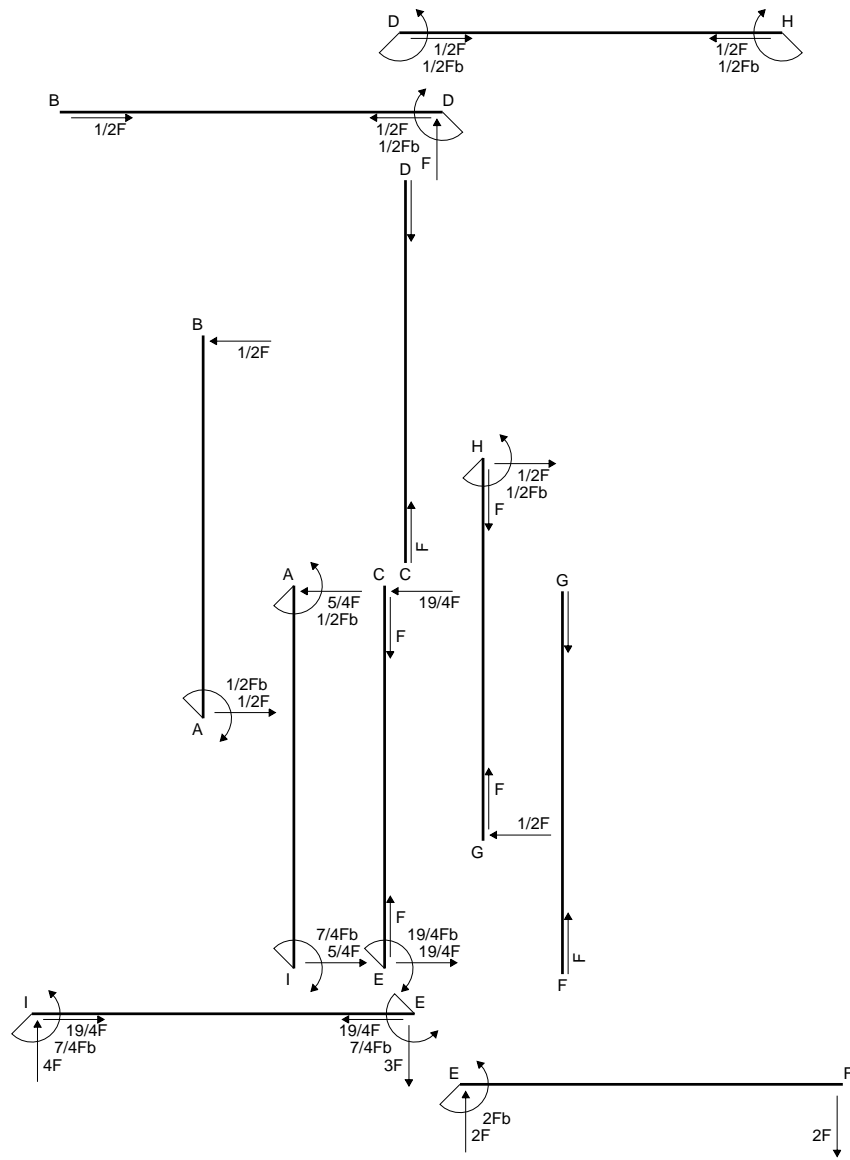 D H
1/2F 1/2F
1/2Fb 1/2Fb
B D
1/2F 1/2F
1/2Fb
F
D
B
1/2F
H
1/2F
1/2Fb
F
F
C
A C G
5/4F 19/4F
1/2Fb
F
1/2Fb
1/2F
A
F
1/2F
G
F
7/4Fb 19/4Fb
5/4F 19/4F
F
I E F
I E
19/4F 19/4F
7/4Fb 7/4Fb
4F 3F
E F
2Fb
2F 2F